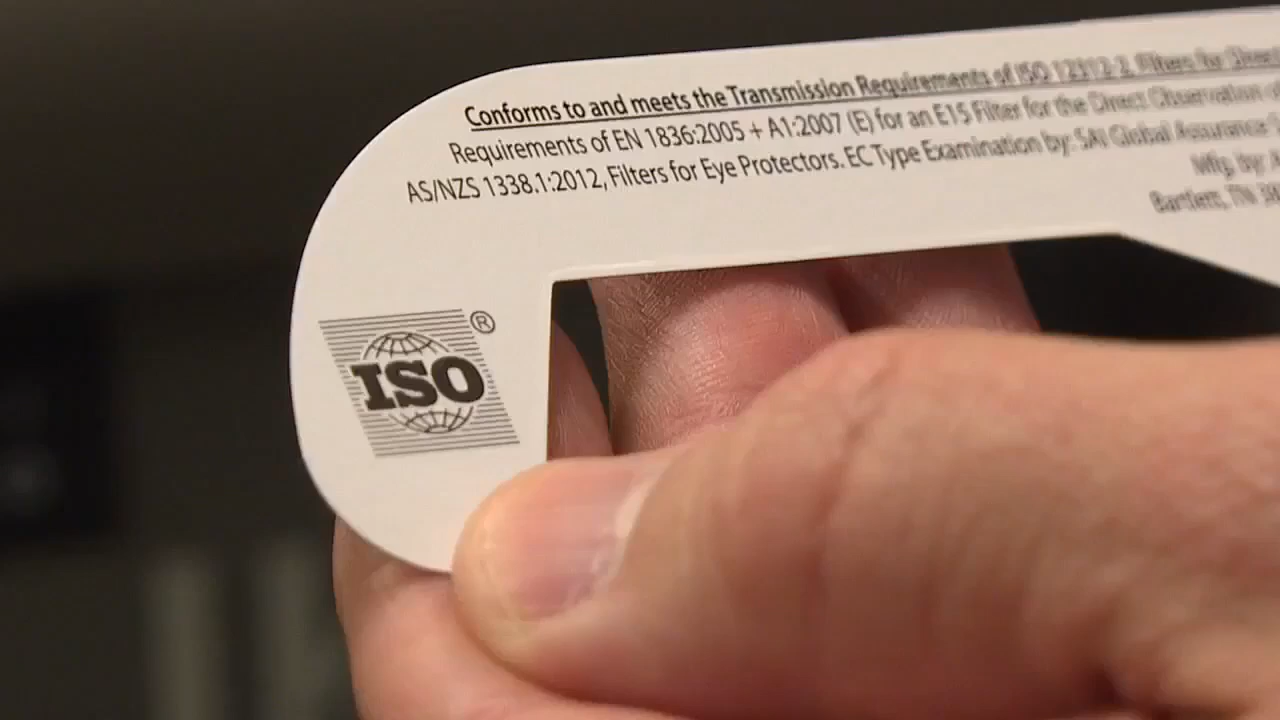 Conforms to and meets the Transmission Requirements of ISO 12312-2, Filters for Direct
Requirements of EN 1836:2005 + A1:2007 (E) for an E15 Filter for the Direct Observation of
AS/NZS 1338.1:2012, Filters for Eye Protectors. EC Type Examination by: SAI Global Assurance
Mfg. by:
Bartlett, TN
ISO ®